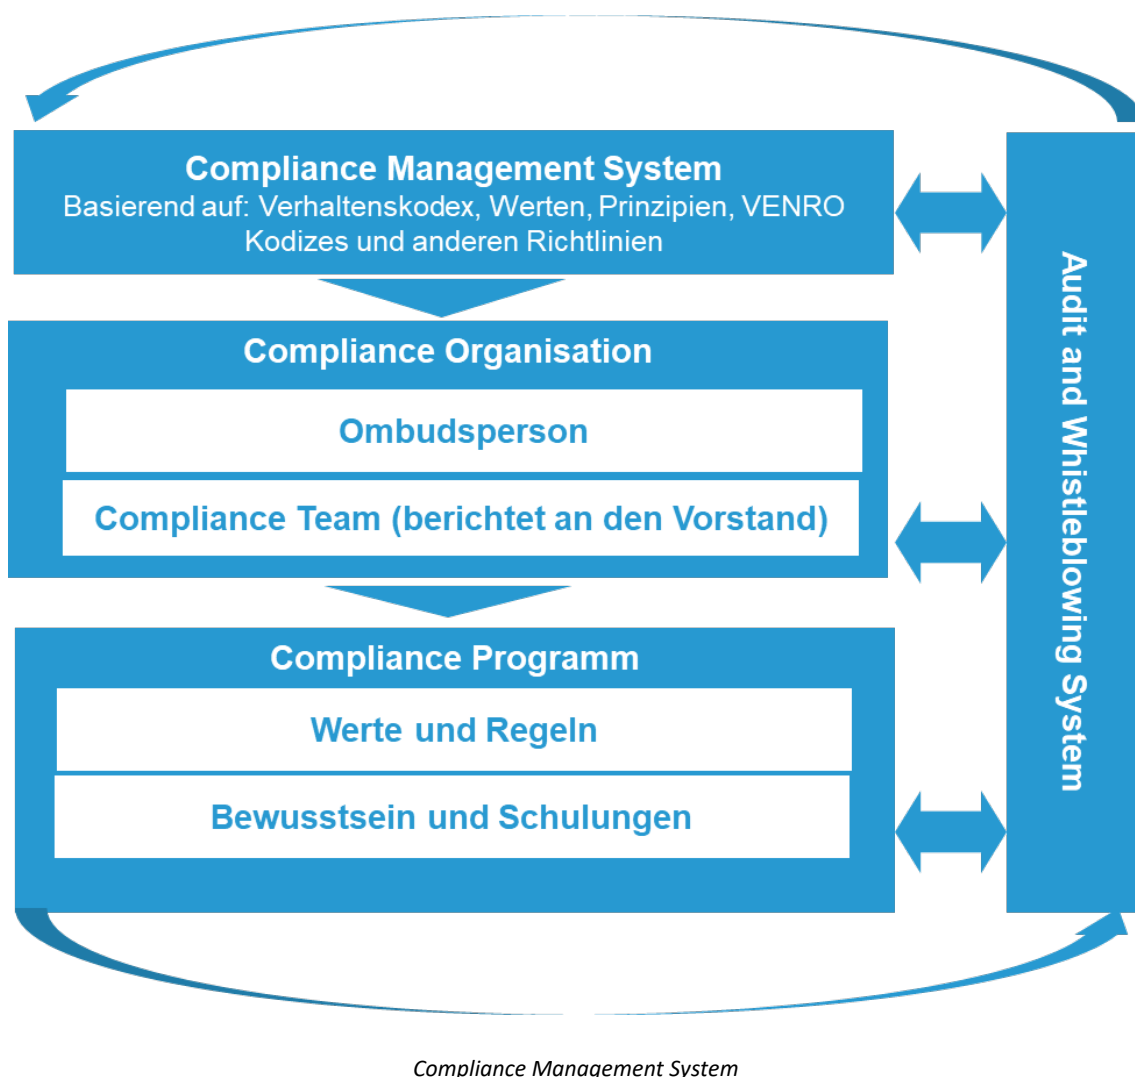 Compliance Management System
Basierend auf: Verhaltenskodex, Werten, Prinzipien, VENRO
Kodizes und anderen Richtlinien
Compliance Organisation
Ombudsperson
Compliance Team (berichtet an den Vorstand)
Compliance Programm
Werte und Regeln
Bewusstsein und Schulungen
Audit and Whistleblowing System
Compliance Management System